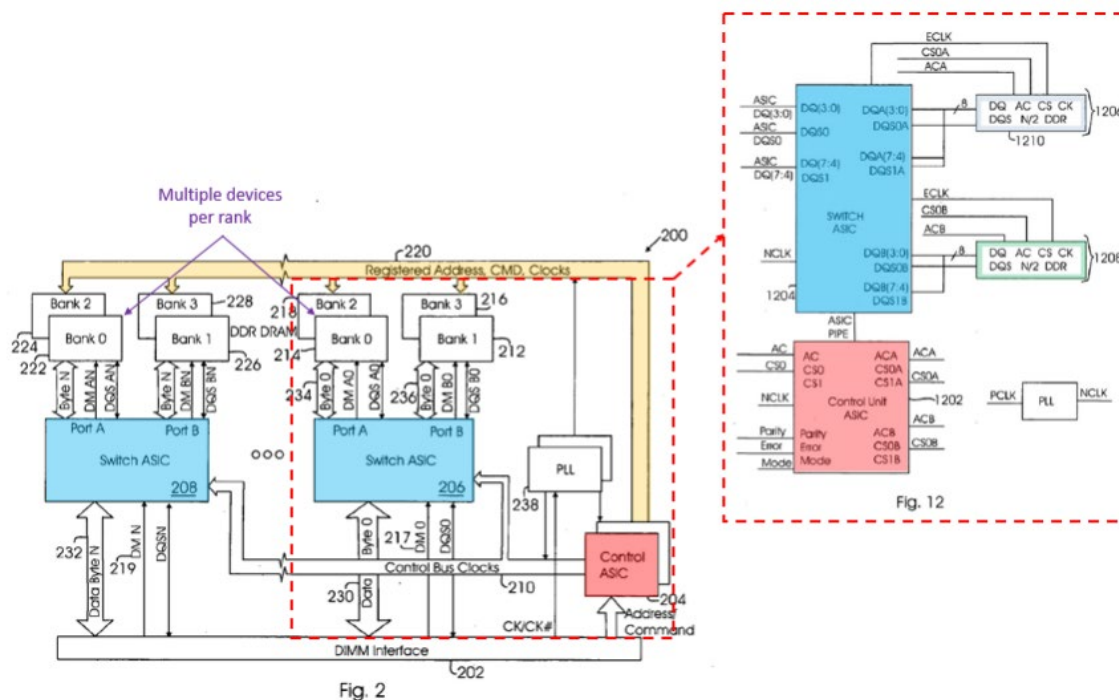 Multiple devices
per rank
200
220
Registered Address, CMD, Clocks
Bank 2
Bank 0
224
222
228
Bank 3
Bank 1
226
DDR DRAM
218
Bank 2
Bank 0
214
216
Bank 3
Bank 1
212
Byte N
DM AN
DQS AN
Byte N
DM BN
DQS BN
234
Byte 0
DM A0
DQS A0
236
Byte 0
DM B0
DQS B0
Port A
Port B
Switch ASIC
208
Port A
Port B
Switch ASIC
206
PLL
238
Control
ASIC
204
232
Data Byte N
219
DM N
DQSN
230
Data
Byte 0
217
DM 0
DQS0
Control Bus Clocks
210
CK/CK#
Address/
Command
DIMM Interface
202
Fig. 2
ECLK
CS0A
ACA
ASIC
DQ(3:0)
ASIC
DQS0
ASIC
DQ(7:4)
NCLK
1204
DQ(3:0)
DQS0
DQ(7:4)
DQS1
DQA(3:0)
DQS0A
DQA(7:4)
DQS1A
SWITCH
ASIC
DQB(3:0)
DQS0B
DQB(7:4)
DQS1B
8
DQ AC CS CK
DQS N/2 DDR
1206
1210
ECLK
CS0B
ACB
8
DQ AC CS CK
DQS N/2 DDR
1208
ASIC
PIPE
AC
CS0
NCLK
Parity
Error
Mode
AC
CS0
CS1
ACA
CS0A
CS1A
Control Unit
ASIC
Parity
Error
Mode
ACB
CS0B
CS1B
ACA
CS0A
1202
ACB
CS0B
PCLK
PLL
NCLK
Fig. 12